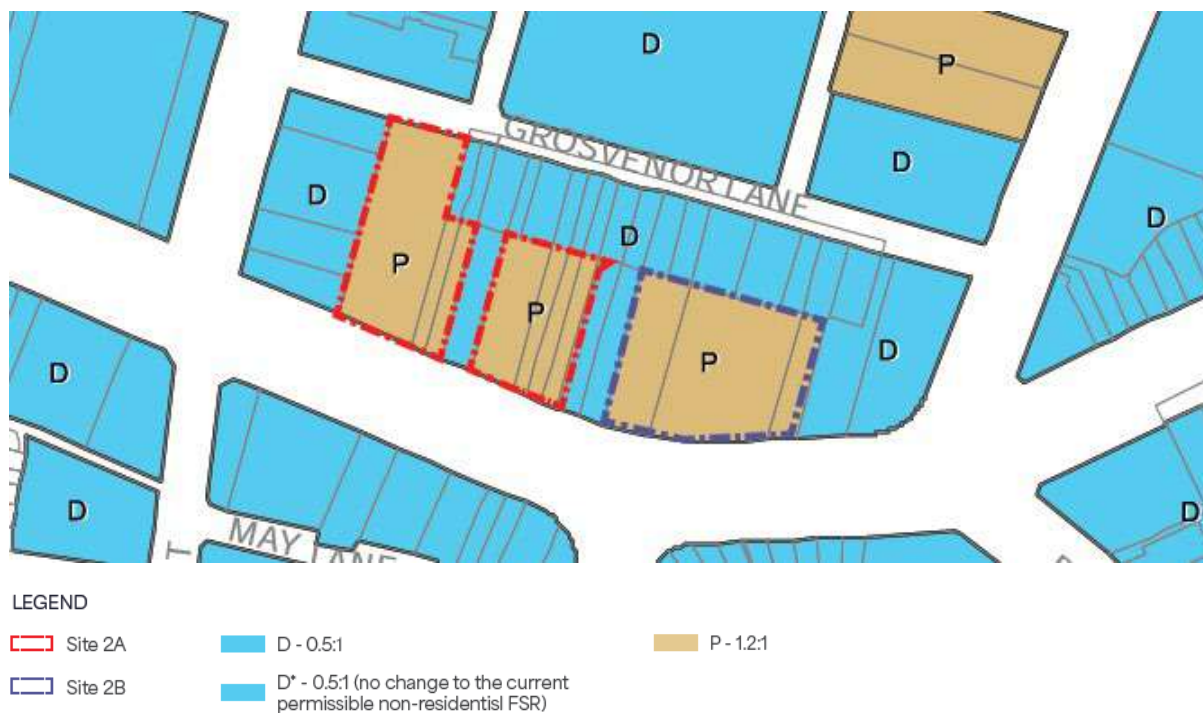 D
P
GROSVENOR LANE
D
D
D
D
P
P
P
D
D
D
D
MAY LANE
T
LEGEND
Site 2A
D - 0.5:1
P - 1.2:1
Site 2B
D* - 0.5:1 (no change to the current
permissible non-residentisl FSR)